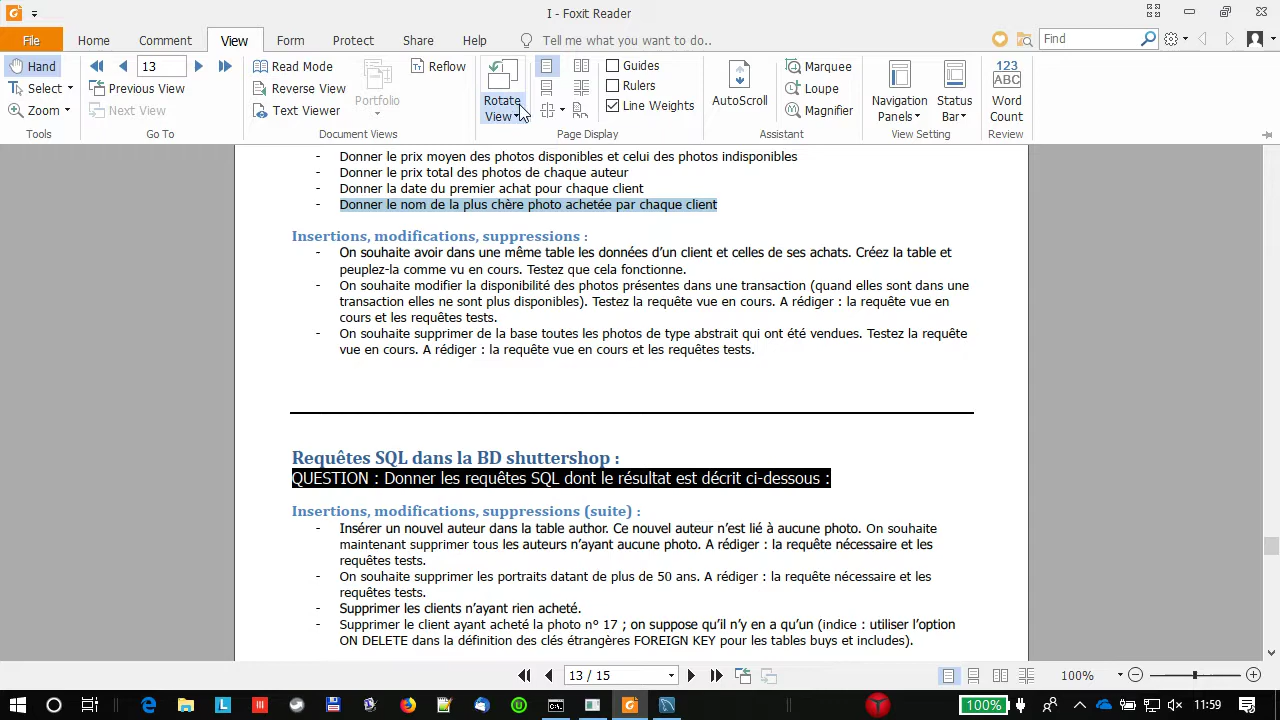 I - Foxit Reader
File
Home
Comment
View
Form
Protect
Share
Help
Tell me what you want to do..
Find
Hand
Select
Zoom
Tools
13
Previous View
Next View
Go To
Read Mode
Reverse View
Text Viewer
Portfolio
Reflow
Document Views
Rotate
View
Guides
Rulers
Line Weights
Page Display
AutoScroll
Marquee
Loupe
Magnifier
Assistant
Navigation
Panels
Status
Bar
View Setting
123
ABC
Word
Count
Review
- Donner le prix moyen des photos disponibles et celui des photos indisponibles
- Donner le prix total des photos de chaque auteur
- Donner la date du premier achat pour chaque client
- Donner le nom de la plus chère photo achetée par chaque client
Insertions, modifications, suppressions :
- On souhaite avoir dans une même table les données d’un client et celles de ses achats. Créez la table et
peuplez-la comme vu en cours. Testez que cela fonctionne.
- On souhaite modifier la disponibilité des photos présentes dans une transaction (quand elles sont dans une
transaction elles ne sont plus disponibles). Testez la requête vue en cours. A rédiger : la requête vue en
cours et les requêtes tests.
- On souhaite supprimer de la base toutes les photos de type abstrait qui ont été vendues. Testez la requête
vue en cours. A rédiger : la requête vue en cours et les requêtes tests.
Requêtes SQL dans la BD shuttershop :
QUESTION : Donner les requêtes SQL dont le résultat est décrit ci-dessous :
Insertions, modifications, suppressions (suite) :
- Insérer un nouvel auteur dans la table author. Ce nouvel auteur n’est lié à aucune photo. On souhaite
maintenant supprimer tous les auteurs n’ayant aucune photo. A rédiger : la requête nécessaire et les
requêtes tests.
- On souhaite supprimer les portraits datant de plus de 50 ans. A rédiger : la requête nécessaire et les
requêtes tests.
- Supprimer les clients n’ayant rien acheté.
- Supprimer le client ayant acheté la photo n° 17 ; on suppose qu’il n’y en a qu’un (indice : utiliser l’option
ON DELETE dans la définition des clés étrangères FOREIGN KEY pour les tables buys et includes).
13 / 15
100%
100%
11:59